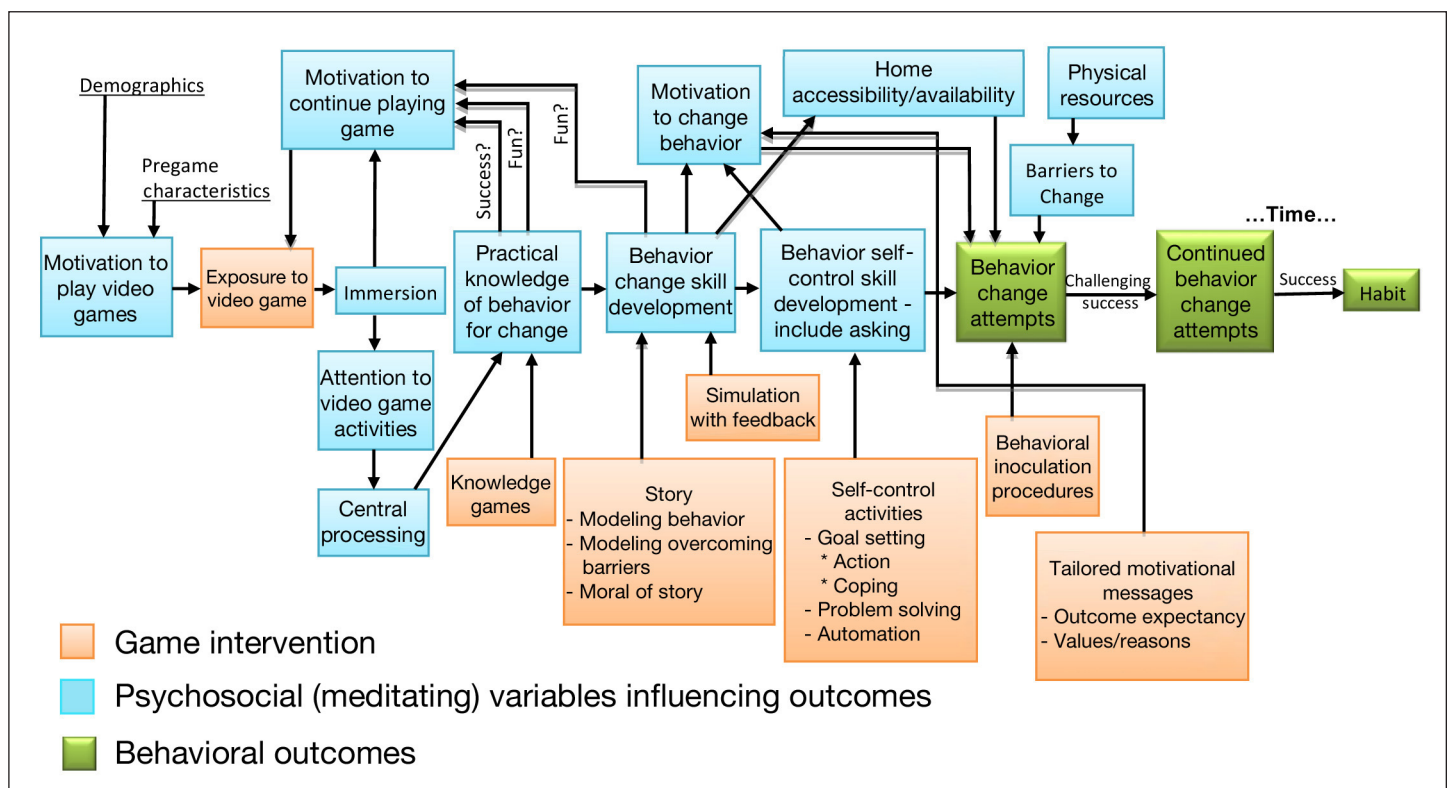 Demographics
Pregame
characteristics
Motivation to
play video
games
Exposure to
video game
Motivation to
continue playing
game
Immersion
Attention to
video game
activities
Central
processing
Success?
Fun?
Fun?
Practical
knowledge
of behavior
for change
Knowledge
games
Behavior
change skill
development
Story
- Modeling behavior
- Modeling overcoming
barriers
- Moral of story
Simulation
with feedback
Motivation
to change
behavior
Home
accessibility/availability
Behavior self-
control skill
development -
include asking
Self-control
activities
- Goal setting
* Action
* Coping
- Problem solving
- Automation
Physical
resources
Barriers to
Change
Behavior
change
attempts
Behavioral
inoculation
procedures
Tailored motivational
messages
- Outcome expectancy
- Values/reasons
Challenging
success
...Time...
Continued
behavior
change
attempts
Success
Habit
Game intervention
Psychosocial (meditating) variables influencing outcomes
Behavioral outcomes